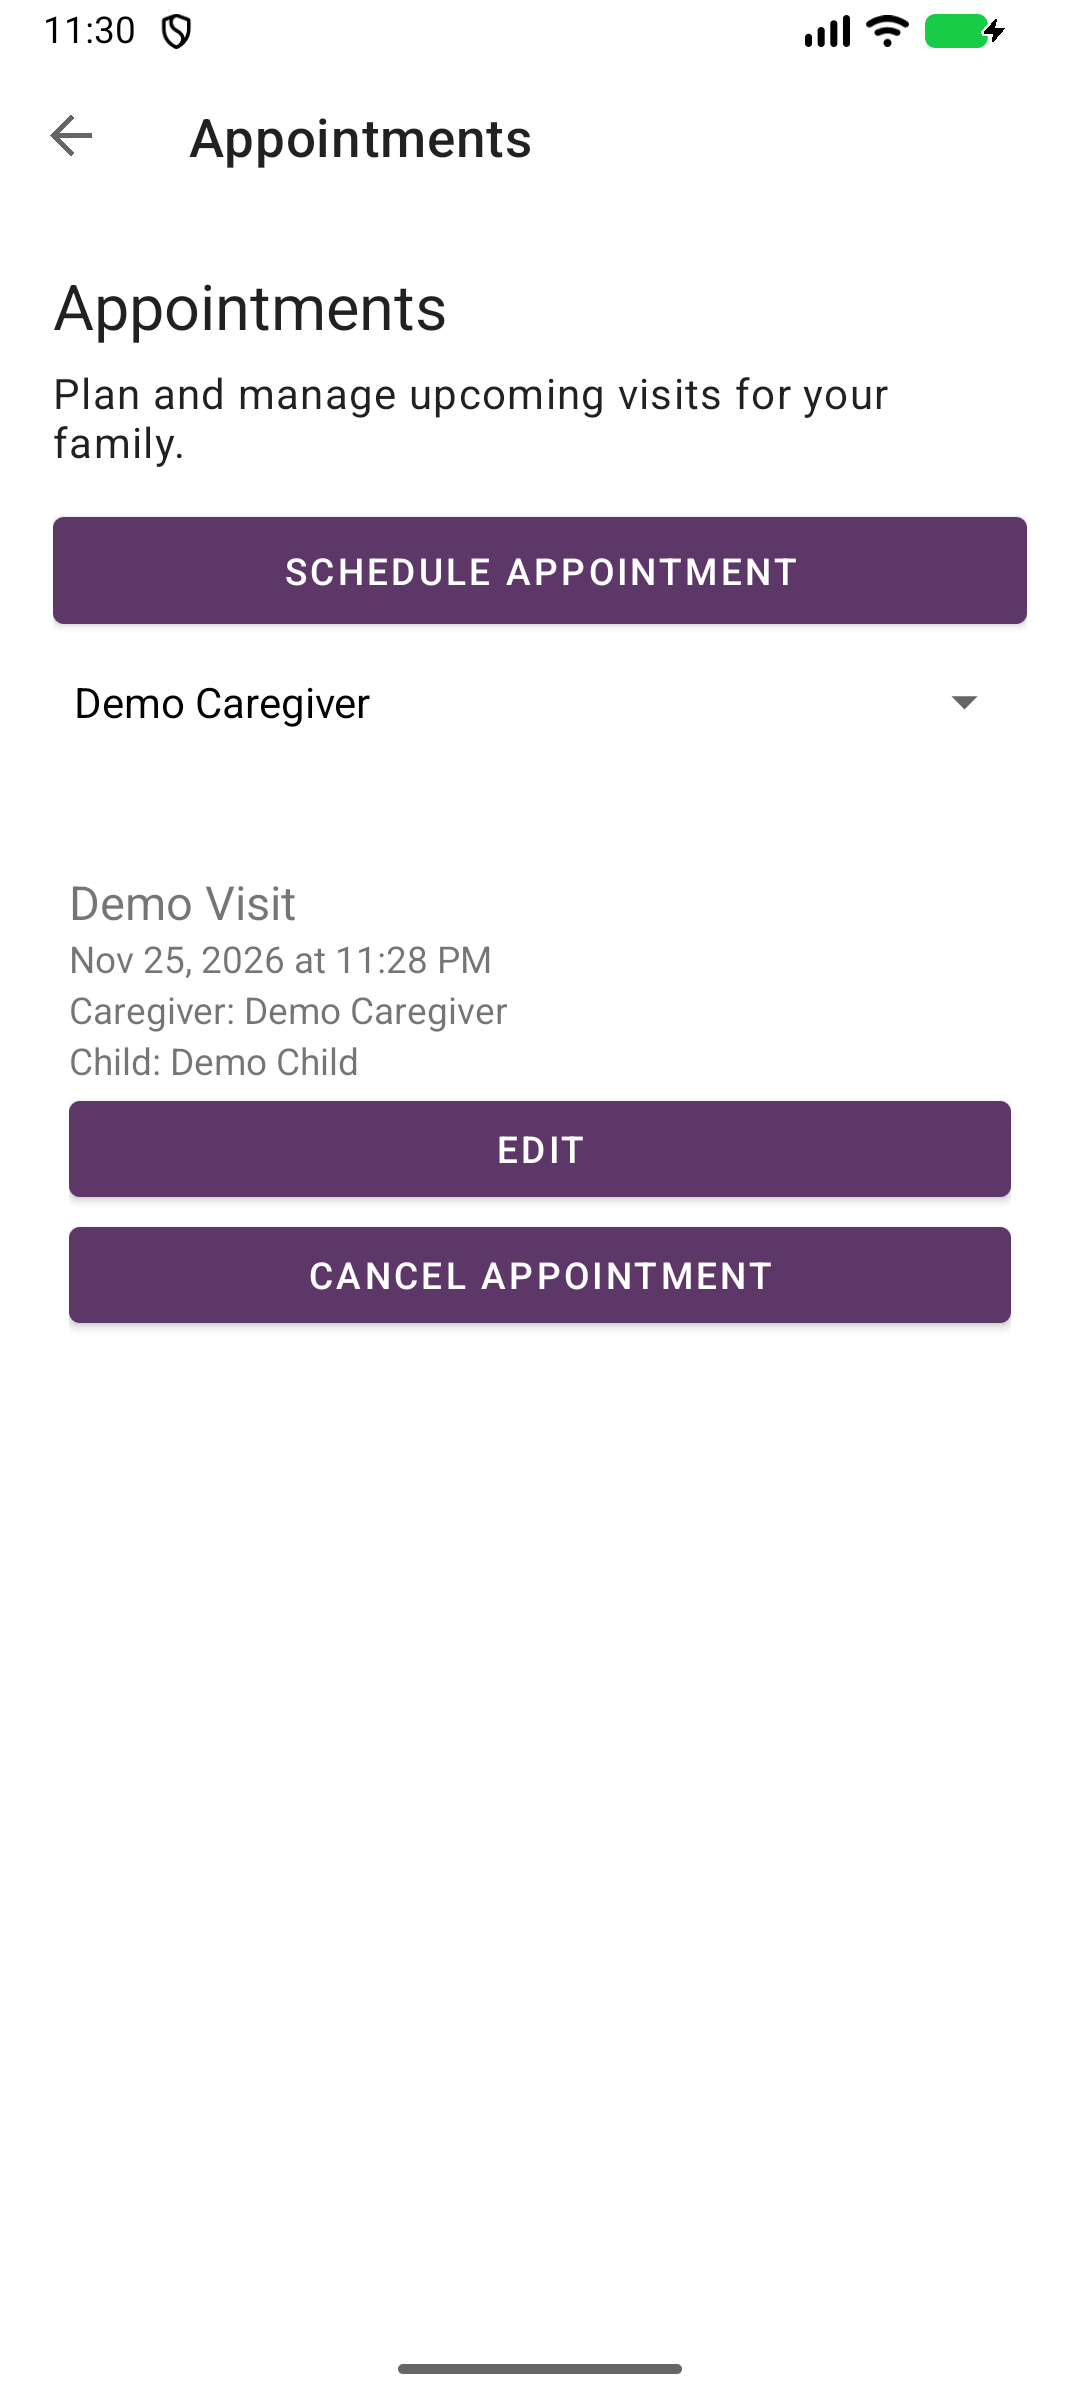 11:30
Appointments
Appointments
Plan and manage upcoming visits for your
family.
SCHEDULE APPOINTMENT
Demo Caregiver
Demo Visit
Nov 25, 2026 at 11:28 PM
Caregiver: Demo Caregiver
Child: Demo Child
EDIT
CANCEL APPOINTMENT